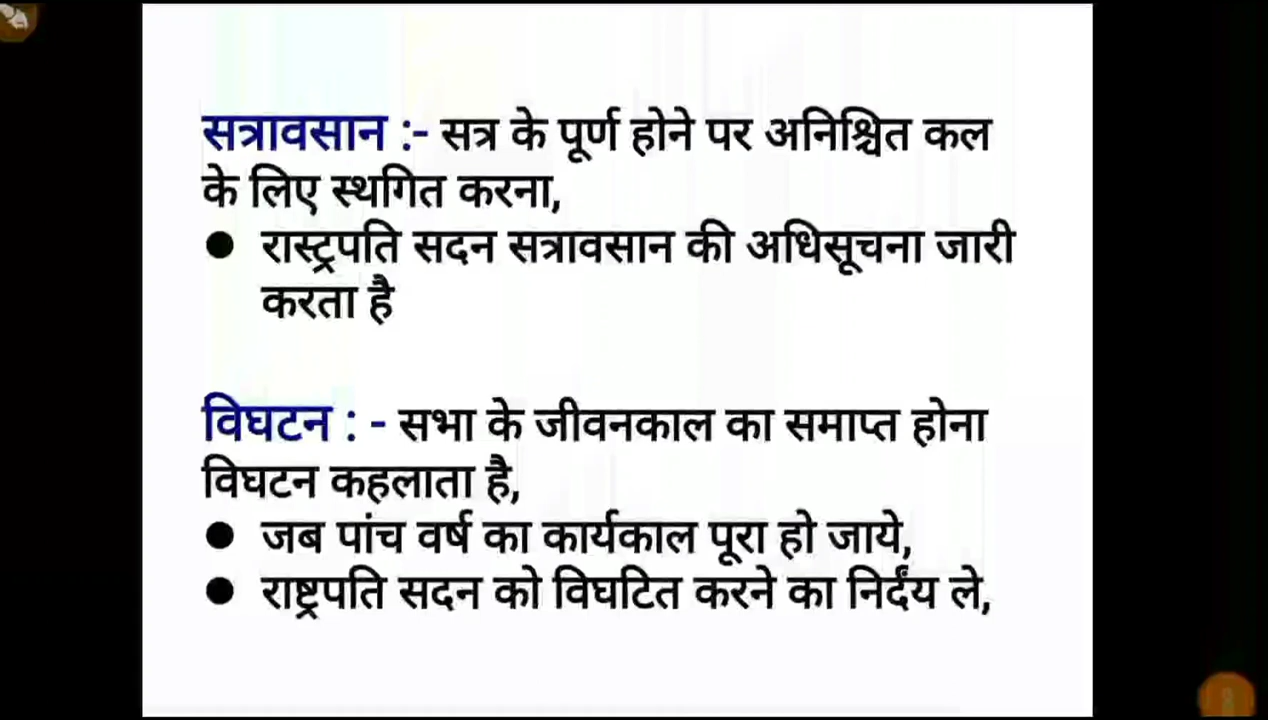 सत्रावसान :- सत्र के पूर्ण होने पर अनिश्चित कल
के लिए स्थगित करना,
● रास्ट्रपति सदन सत्रावसान की अधिसूचना जारी
करता है
विघटन : - सभा के जीवनकाल का समाप्त होना
विघटन कहलाता है,
● जब पांच वर्ष का कार्यकाल पूरा हो जाये,
● राष्ट्रपति सदन को विघटित करने का निर्दंय ले,